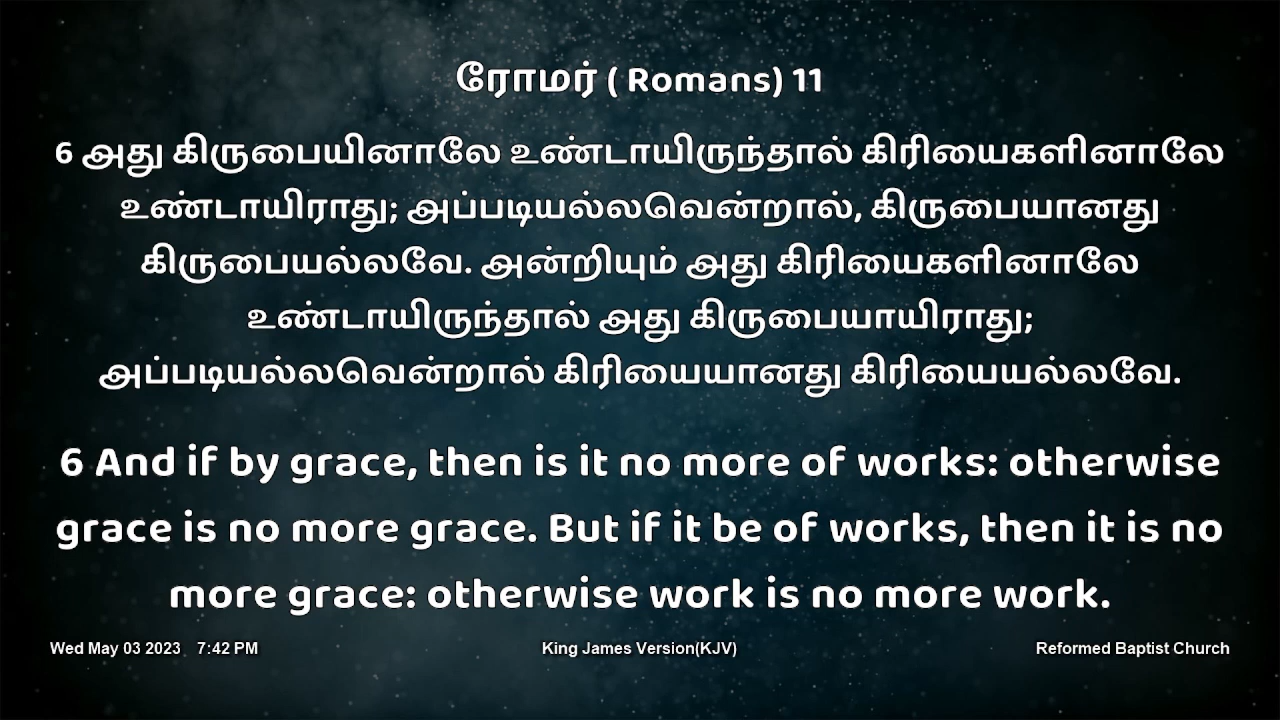 ரோமர் ( Romans) 11
6 அது கிருபையினாலே உண்டாயிருந்தால் கிரியைகளினாலே
உண்டாயிராது; அப்படியல்லவென்றால், கிருபையானது
கிருபையல்லவே. அன்றியும் அது கிரியைகளினாலே
உண்டாயிருந்தால் அது கிருபையாயிராது;
அப்படியல்லவென்றால் கிரியையானது கிரியையல்லவே.
6 And if by grace, then is it no more of works: otherwise
grace is no more grace. But if it be of works, then it is no
more grace: otherwise work is no more work.
Wed May 03 2023 7:42 PM King James Version(KJV) Reformed Baptist Church